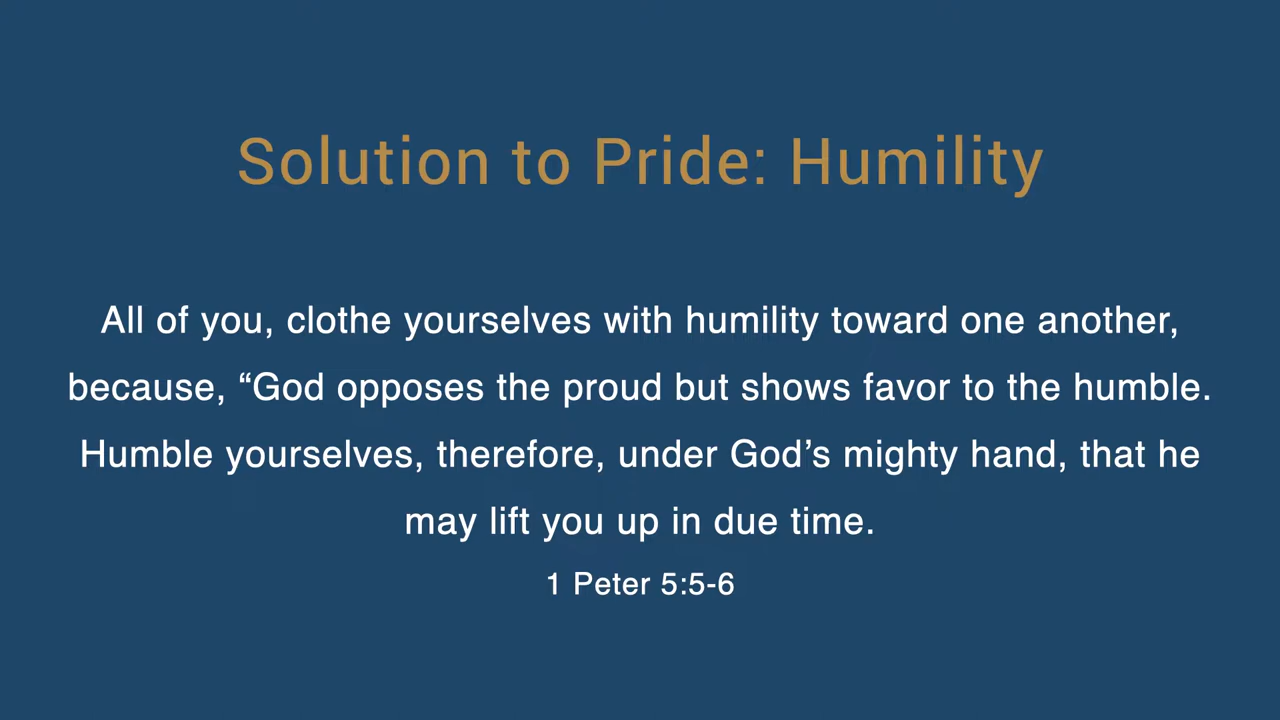 Solution to Pride: Humility
All of you, clothe yourselves with humility toward one another,
because, “God opposes the proud but shows favor to the humble.
Humble yourselves, therefore, under God’s mighty hand, that he
may lift you up in due time.
1 Peter 5:5-6